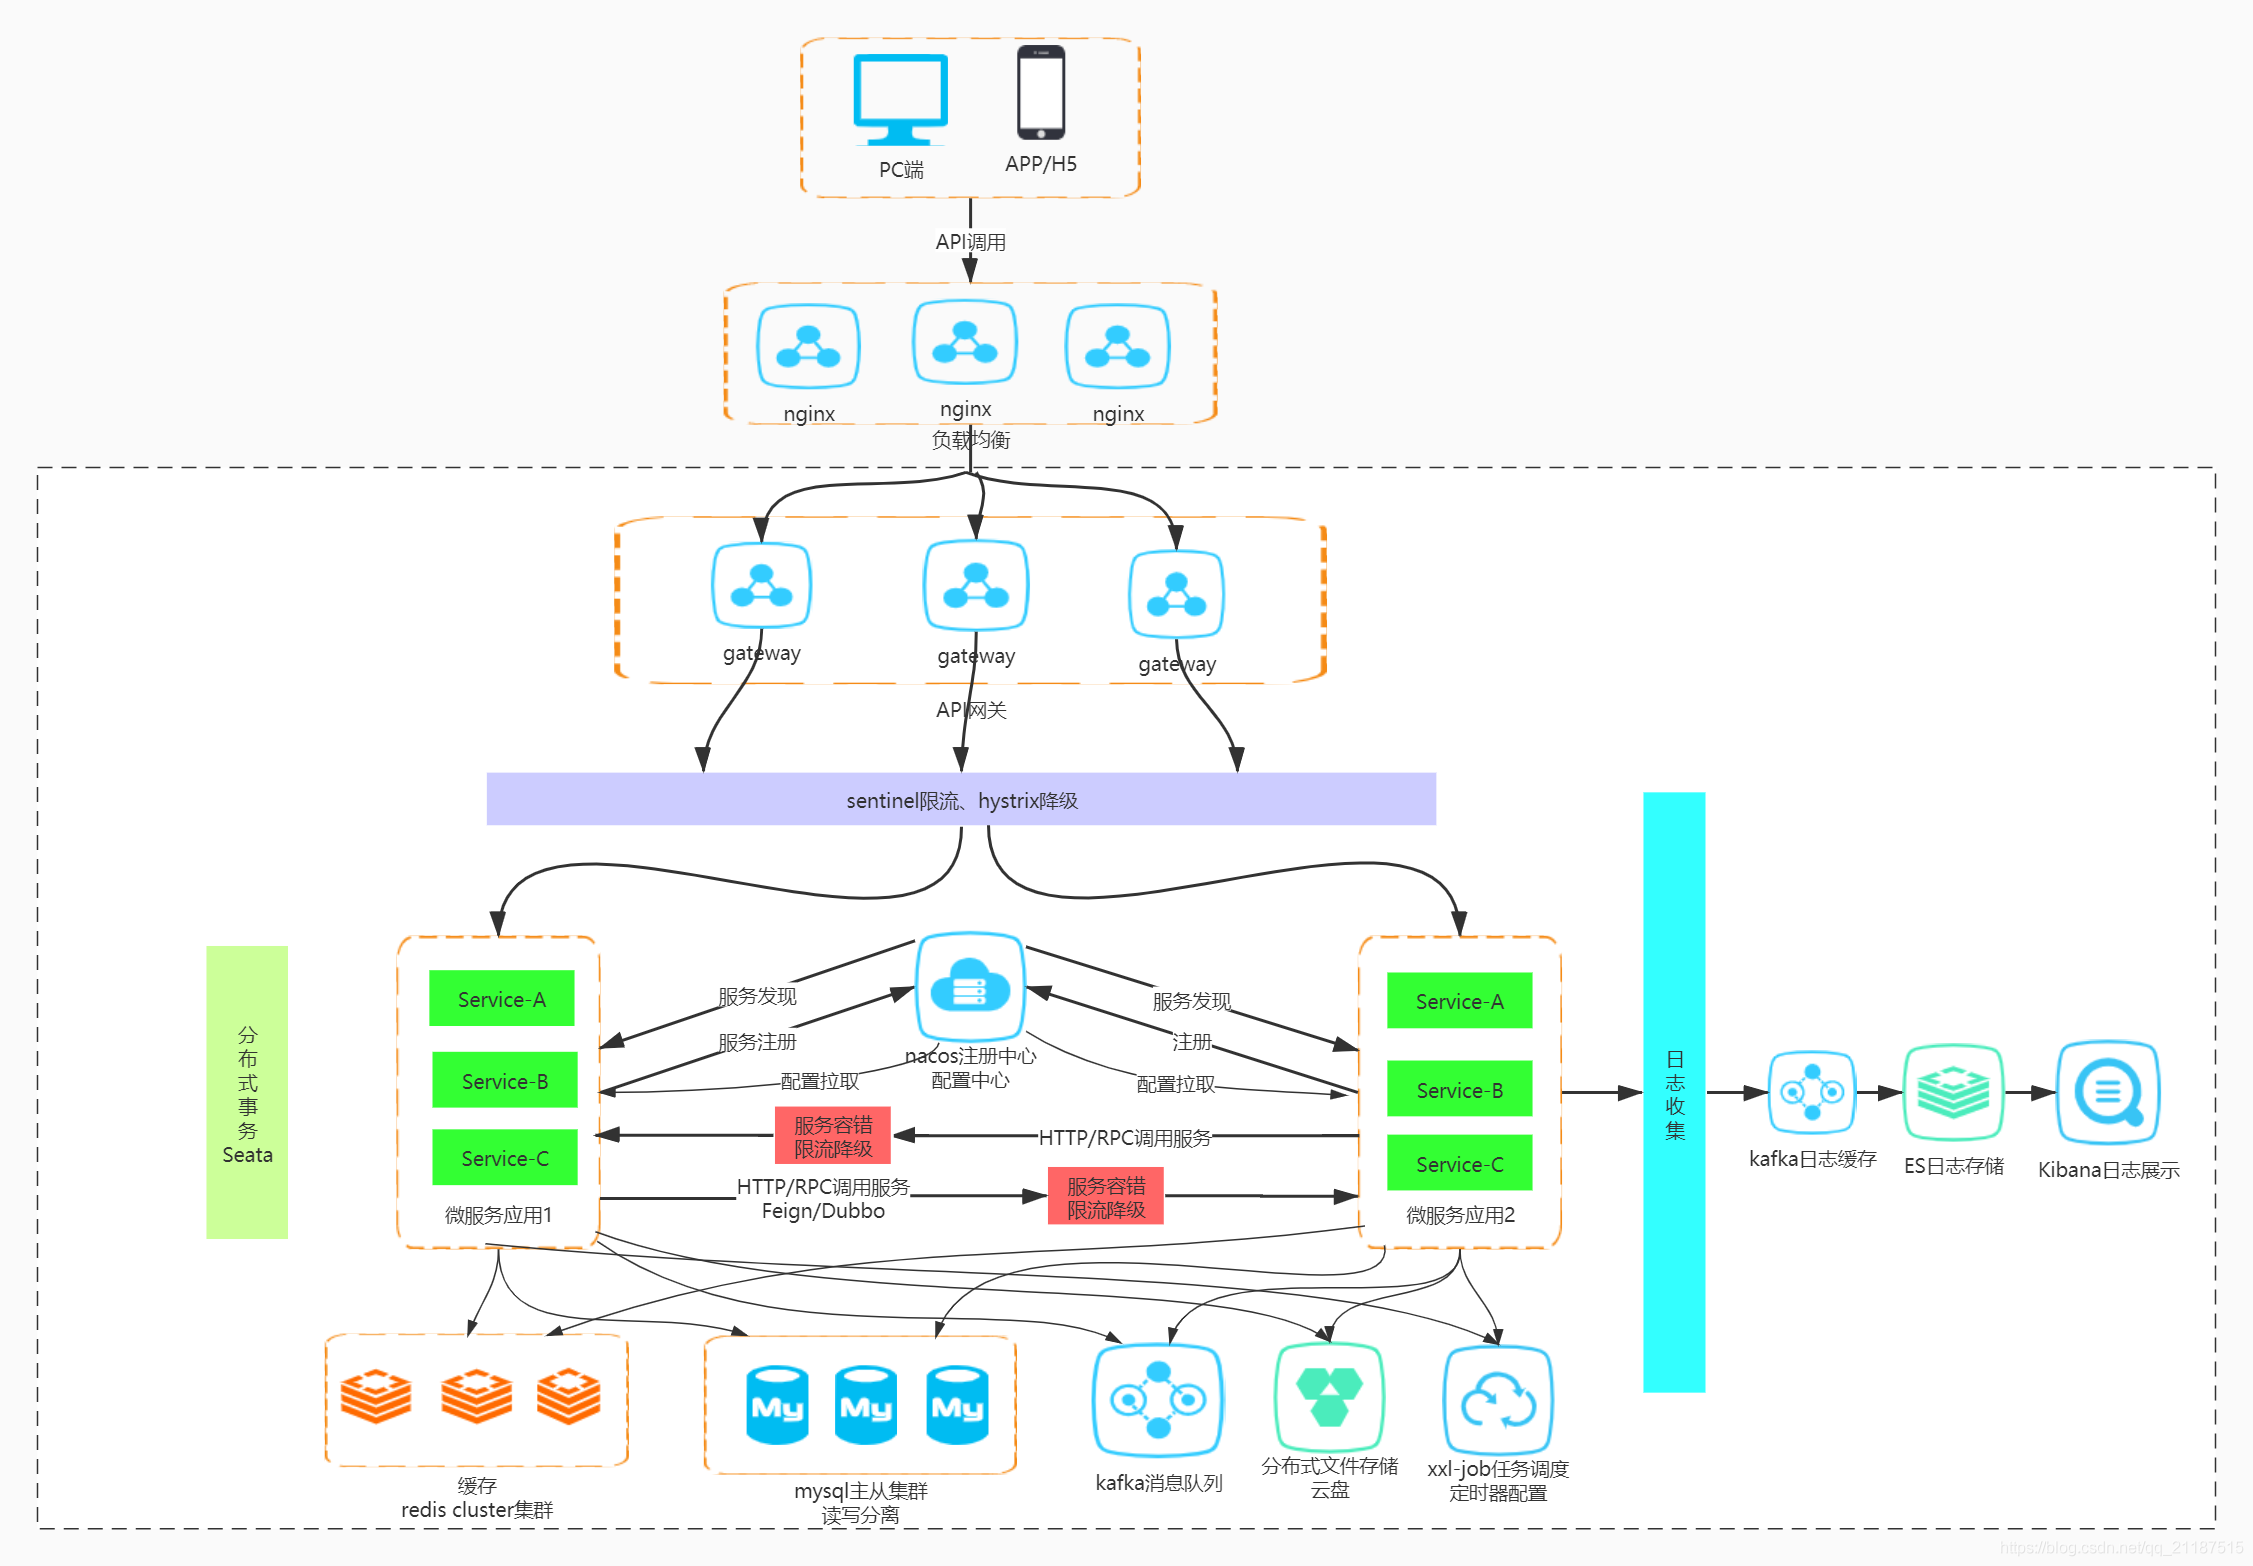 PC端
APP/H5
API调用
nginx
nginx
nginx
负载均衡
gateway
gateway
gateway
API网关
sentinel限流、hystrix降级
分
布
式
事
务
Seata
Service-A
Service-B
Service-C
微服务应用1
服务发现
服务注册
配置拉取
nacos注册中心
配置中心
服务发现
注册
配置拉取
服务容错
限流降级
HTTP/RPC调用服务
HTTP/RPC调用服务
Feign/Dubbo
服务容错
限流降级
Service-A
Service-B
Service-C
微服务应用2
日
志
收
集
kafka日志缓存
ES日志存储
Kibana日志展示
My
My
My
缓存
redis cluster集群
mysql主从集群
读写分离
kafka消息队列
分布式文件存储
云盘
xxl-job任务调度
定时器配置
https://blog.csdn.net/qq_21187515